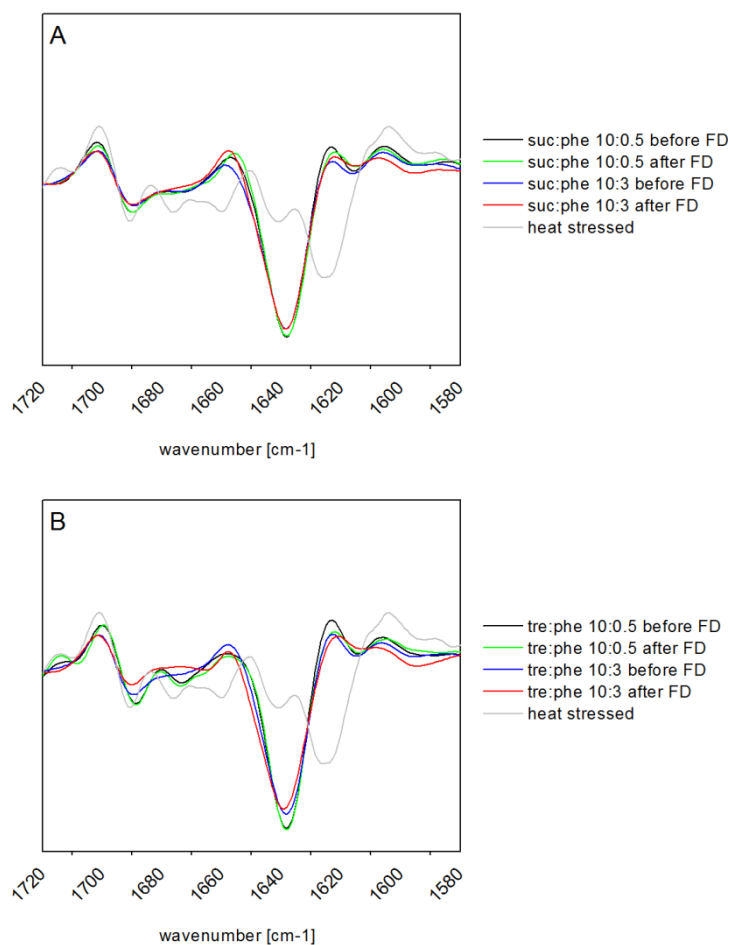 A
suc:phe 10:0.5 before FD
suc:phe 10:0.5 after FD
suc:phe 10:3 before FD
suc:phe 10:3 after FD
heat stressed
1720 1700 1680 1660 1640 1620 1600 1580
wavenumber [cm-1]
B
tre:phe 10:0.5 before FD
tre:phe 10:0.5 after FD
tre:phe 10:3 before FD
tre:phe 10:3 after FD
heat stressed
1720 1700 1680 1660 1640 1620 1600 1580
wavenumber [cm-1]